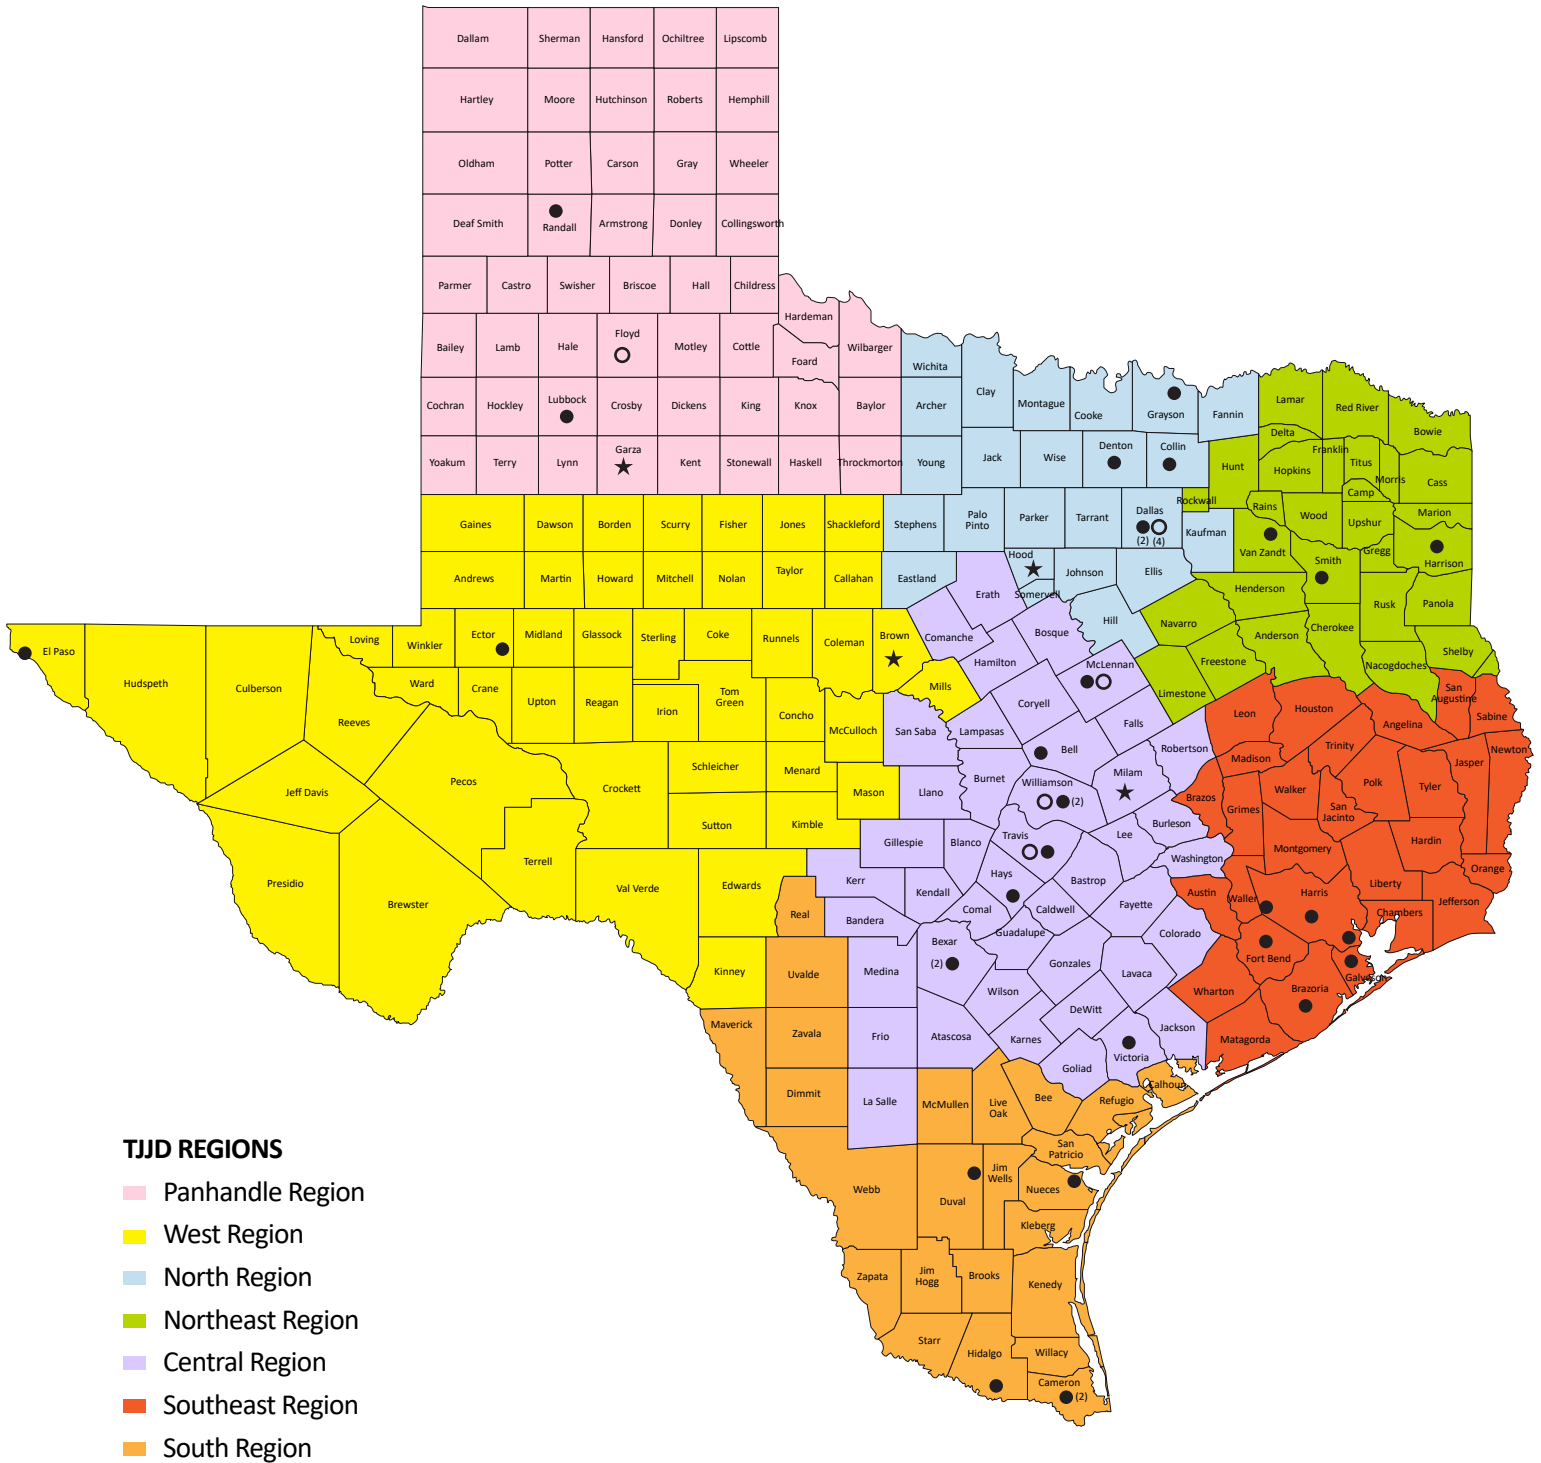 Dallam Sherman Hansford Ochiltree Lipscomb
Hartley Moore Hutchinson Roberts Hemphill
Oldham Potter Carson Gray Wheeler
Deaf Smith Randall Armstrong Donley Collingsworth
Parmer Castro Swisher Briscoe Hall Childress
Hardeman
Bailey Lamb Hale Floyd Motley Cottle Foard Wilbarger
Wichita Clay
Cochran Hockley Lubbock Crosby Dickens King Knox Baylor Archer Montague Cooke Grayson Fannin Lamar Red River Bowie
Yoakum Terry Lynn Garza Kent Stonewall Haskell Throckmorton Young Jack Wise Denton Collin Hunt Delta Hopkins Franklin Titus Morris Cass
Gaines Dawson Borden Scurry Fisher Jones Shackleford Stephens Palo
Pinto Parker Tarrant Dallas
(2) (4) Rockwall Kaufman Rains Wood Camp Upshur Marion
Andrews Martin Howard Mitchell Nolan Taylor Callahan Eastland Erath Hood Somervell Johnson Ellis Van Zandt Smith Gregg Harrison
Henderson Rusk Panola
El Paso Hudspeth Culberson Loving Winkler Ector Midland Glassock Sterling Coke Runnels Coleman Brown Comanche Hamilton Bosque Hill Navarro Freestone Anderson Cherokee Nacogdoches Shelby
Reeves Ward Crane Upton Reagan Irion Tom
Green Concho McCulloch Mills San Saba Lampasas Coryell McLennan Falls Limestone Leon Houston Angelina San
Augustine Sabine
Jeff Davis Pecos Crockett Schleicher Menard Mason Llano Burnet Bell Milam Robertson Madison Trinity Polk Tyler Jasper Newton
Williamson
(2) Brazos Grimes Walker San
Jacinto Hardin
Presidio Brewster Terrell Val Verde Sutton Kimble Edwards Gillespie Blanco Travis Lee Burleson Washington Montgomery Liberty Orange
Real Kerr Bandera Kendall Comal Hays Caldwell Bastrop Fayette Austin Waller Harris Chambers Jefferson
Kinney Uvalde Medina Bexar
(2) Guadalupe Gonzales Lavaca Colorado Fort Bend Galveston
Wilson DeWitt Wharton Brazoria
Maverick Zavala Frio Atascosa Karnes Goliad Victoria Jackson Matagorda
Dimmit La Salle McMullen Live
Oak Bee Refugio Calhoun
San
Patricio
Webb Duval Jim
Wells Nueces
Kleberg
Zapata Jim
Hogg Brooks Kenedy
Starr Hidalgo Willacy
Cameron
(2)
TJJD REGIONS
Panhandle Region
West Region
North Region
Northeast Region
Central Region
Southeast Region
South Region